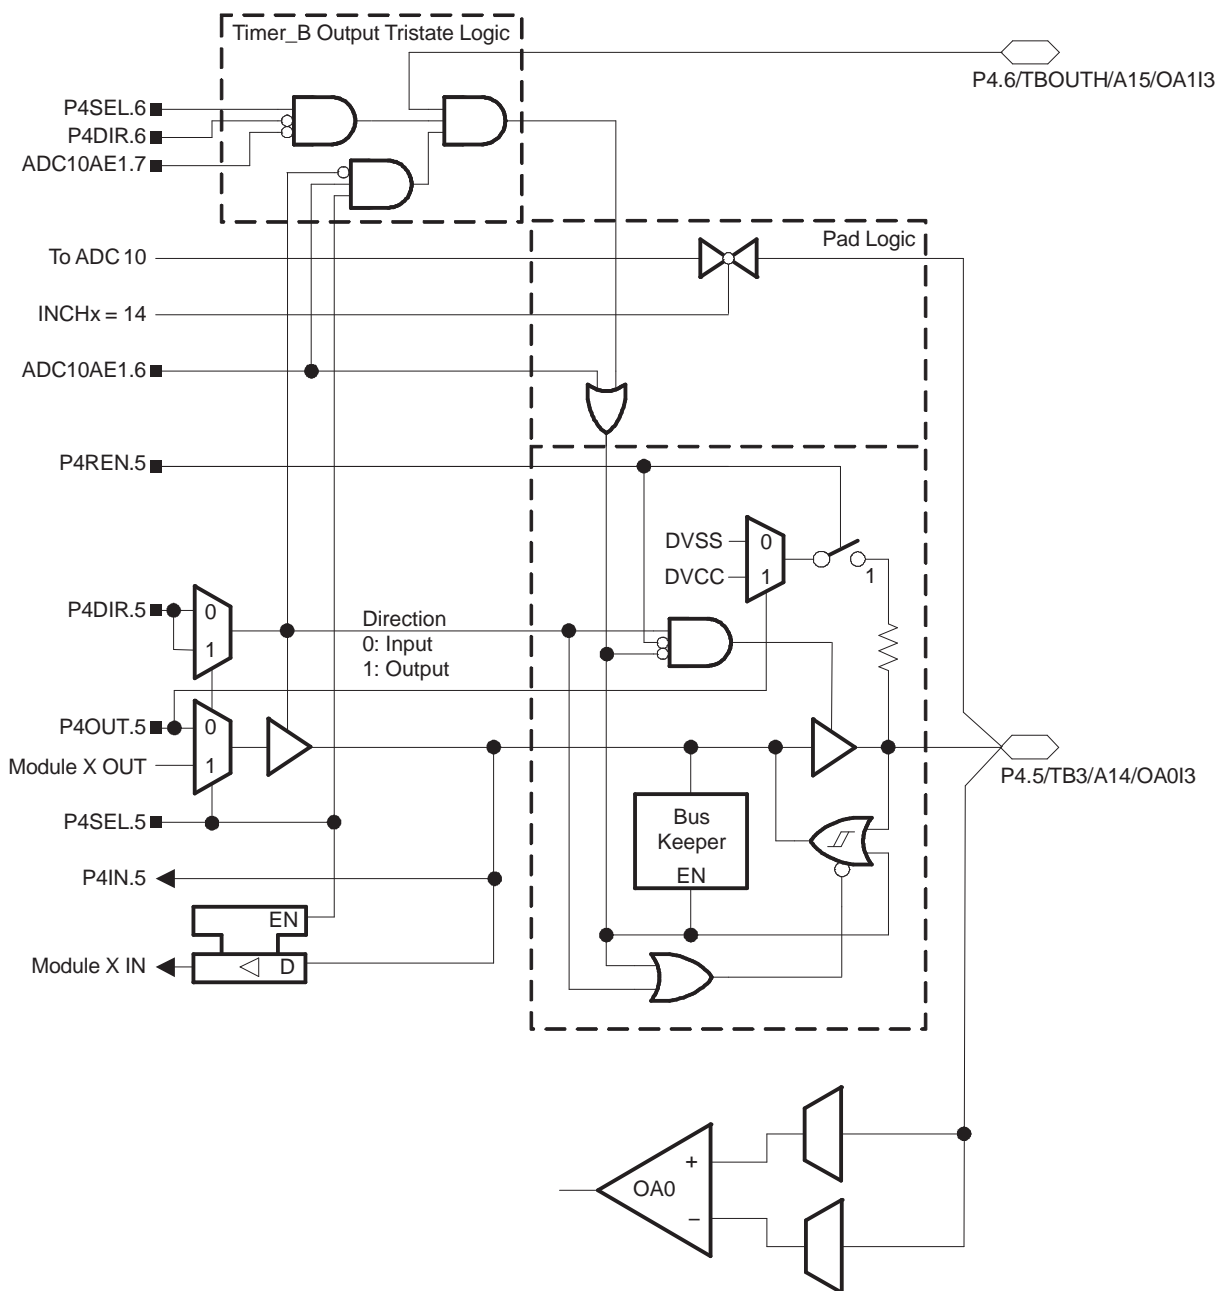 Timer_B Output Tristate Logic
P4.6/TBOUTH/A15/OA1I3
P4SEL.6
P4DIR.6
ADC10AE1.7
Pad Logic
To ADC 10
INCHx = 14
ADC10AE1.6
P4REN.5
DVSS
0
DVCC
1
1
P4DIR.5
0
1
Direction
0: Input
1: Output
P4OUT.5
0
Module X OUT
1
P4.5/TB3/A14/OA0I3
P4SEL.5
Bus
Keeper
EN
P4IN.5
EN
Module X IN
D
+
OA0
−